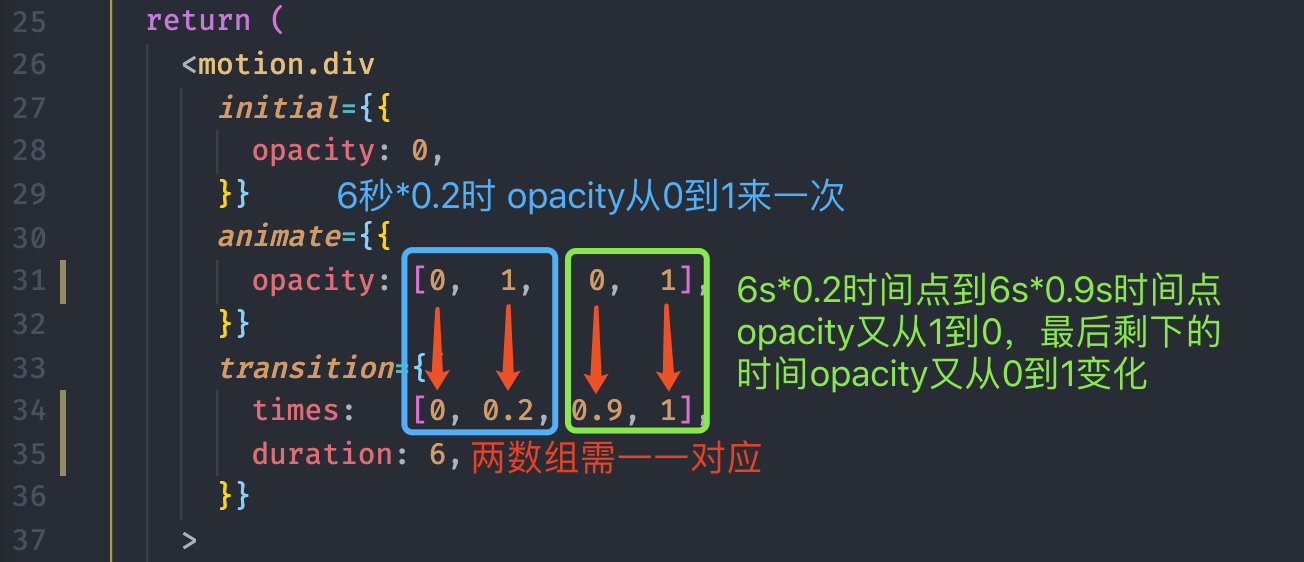 25 return (
26 <motion.div
27 initial={{
28 opacity: 0,
29 }} 6秒*0.2时 opacity从0到1来一次
30 animate={{
31 opacity: [0, 1, 0, 1],
6s*0.2时间点到6s*0.9s时间点
32 }}
opacity又从1到0，最后剩下的
33 transition={
时间opacity又从0到1变化
34 times: [0, 0.2, 0.9, 1],
35 duration: 6, 两数组需一一对应
36 }}
37 >